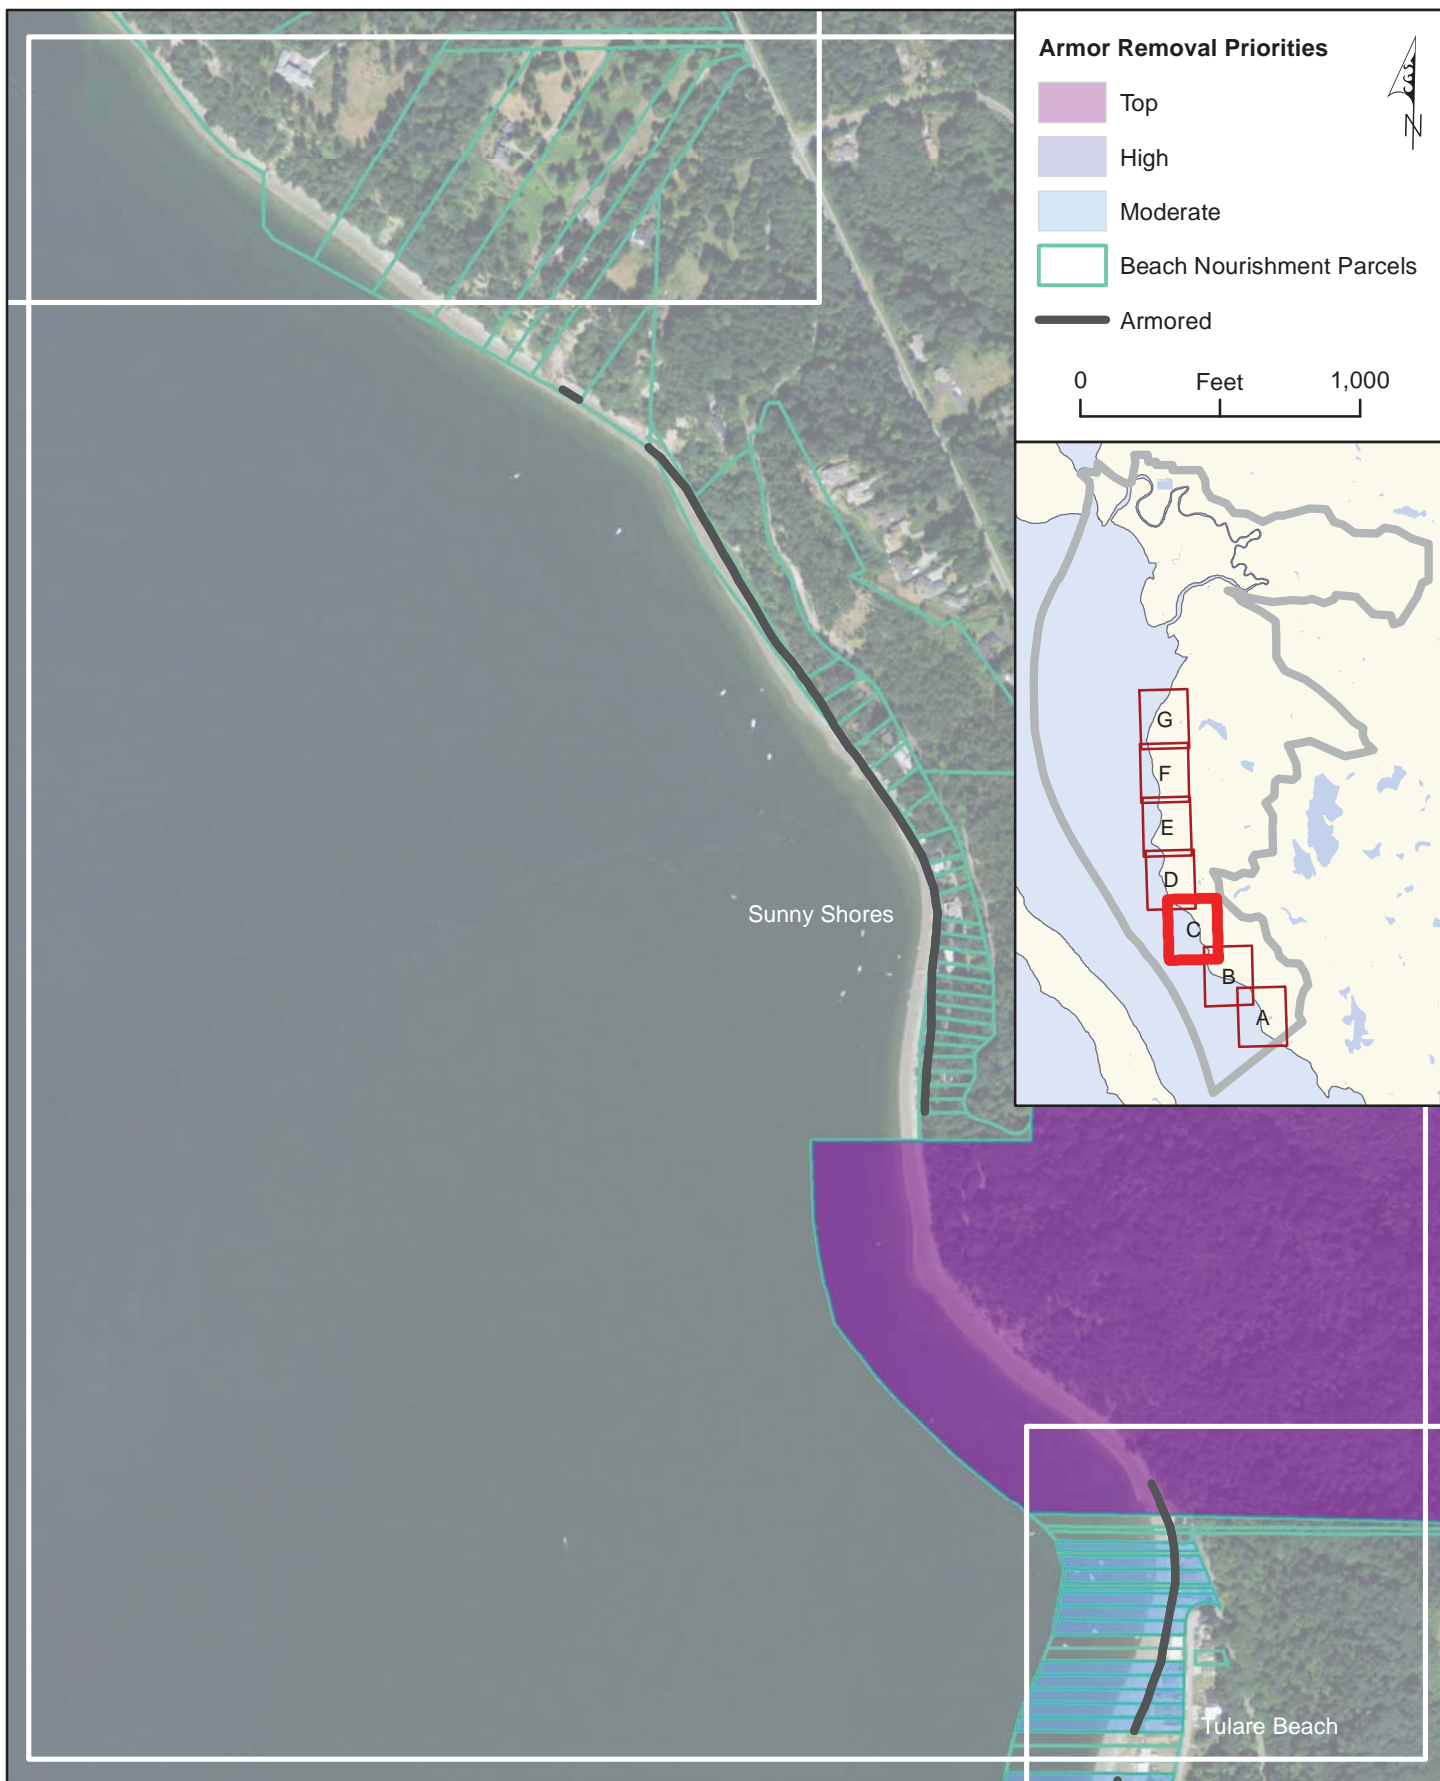 Armor Removal Priorities
Top
High
Moderate
Beach Nourishment Parcels
Armored
N
0 Feet 1,000
G
F
E
D
C
B
A
Sunny Shores
Tulare Beach